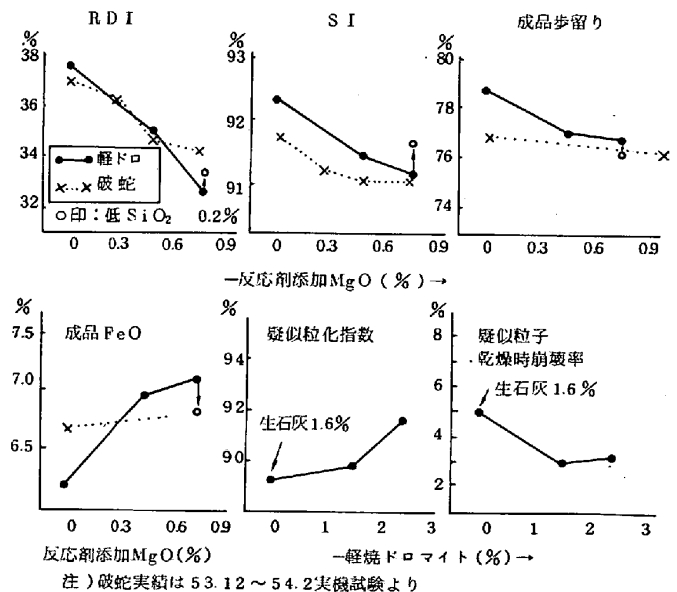 RDI
%
38
36
34
32
軽ドロ
破蛇
○印：低SiO₂ 0.2%
0 0.3 0.6 0.9
SI
(%)
93
92
91
0 0.3 0.6 0.9
成品歩留り
%
80
78
76
74
0 0.3 0.6 0.9
−反応剤添加MgO(%)→
%
成品FeO
7.5
7.0
6.5
0 0.3 0.6 0.9
反応剤添加MgO(%)
%
疑似粒化指数
94
92
90
生石灰1.6%
0 1 2 3
%
疑似粒子
乾燥時崩壊率
8
6
4
2
生石灰1.6%
0 1 2 3
−軽焼ドロマイト(%)→
注)破蛇実績は53.12～54.2実機試験より